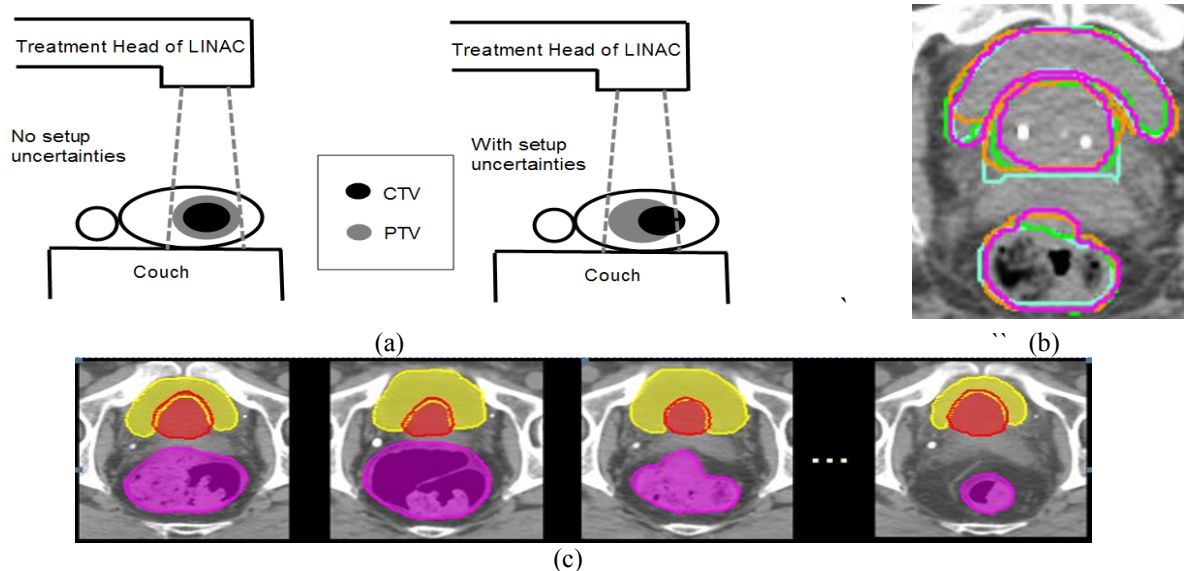 Treatment Head of LINAC
No setup
uncertainties
CTV
PTV
Couch
Treatment Head of LINAC
With setup
uncertainties
Couch
`
(a)
`` (b)
...
(c)